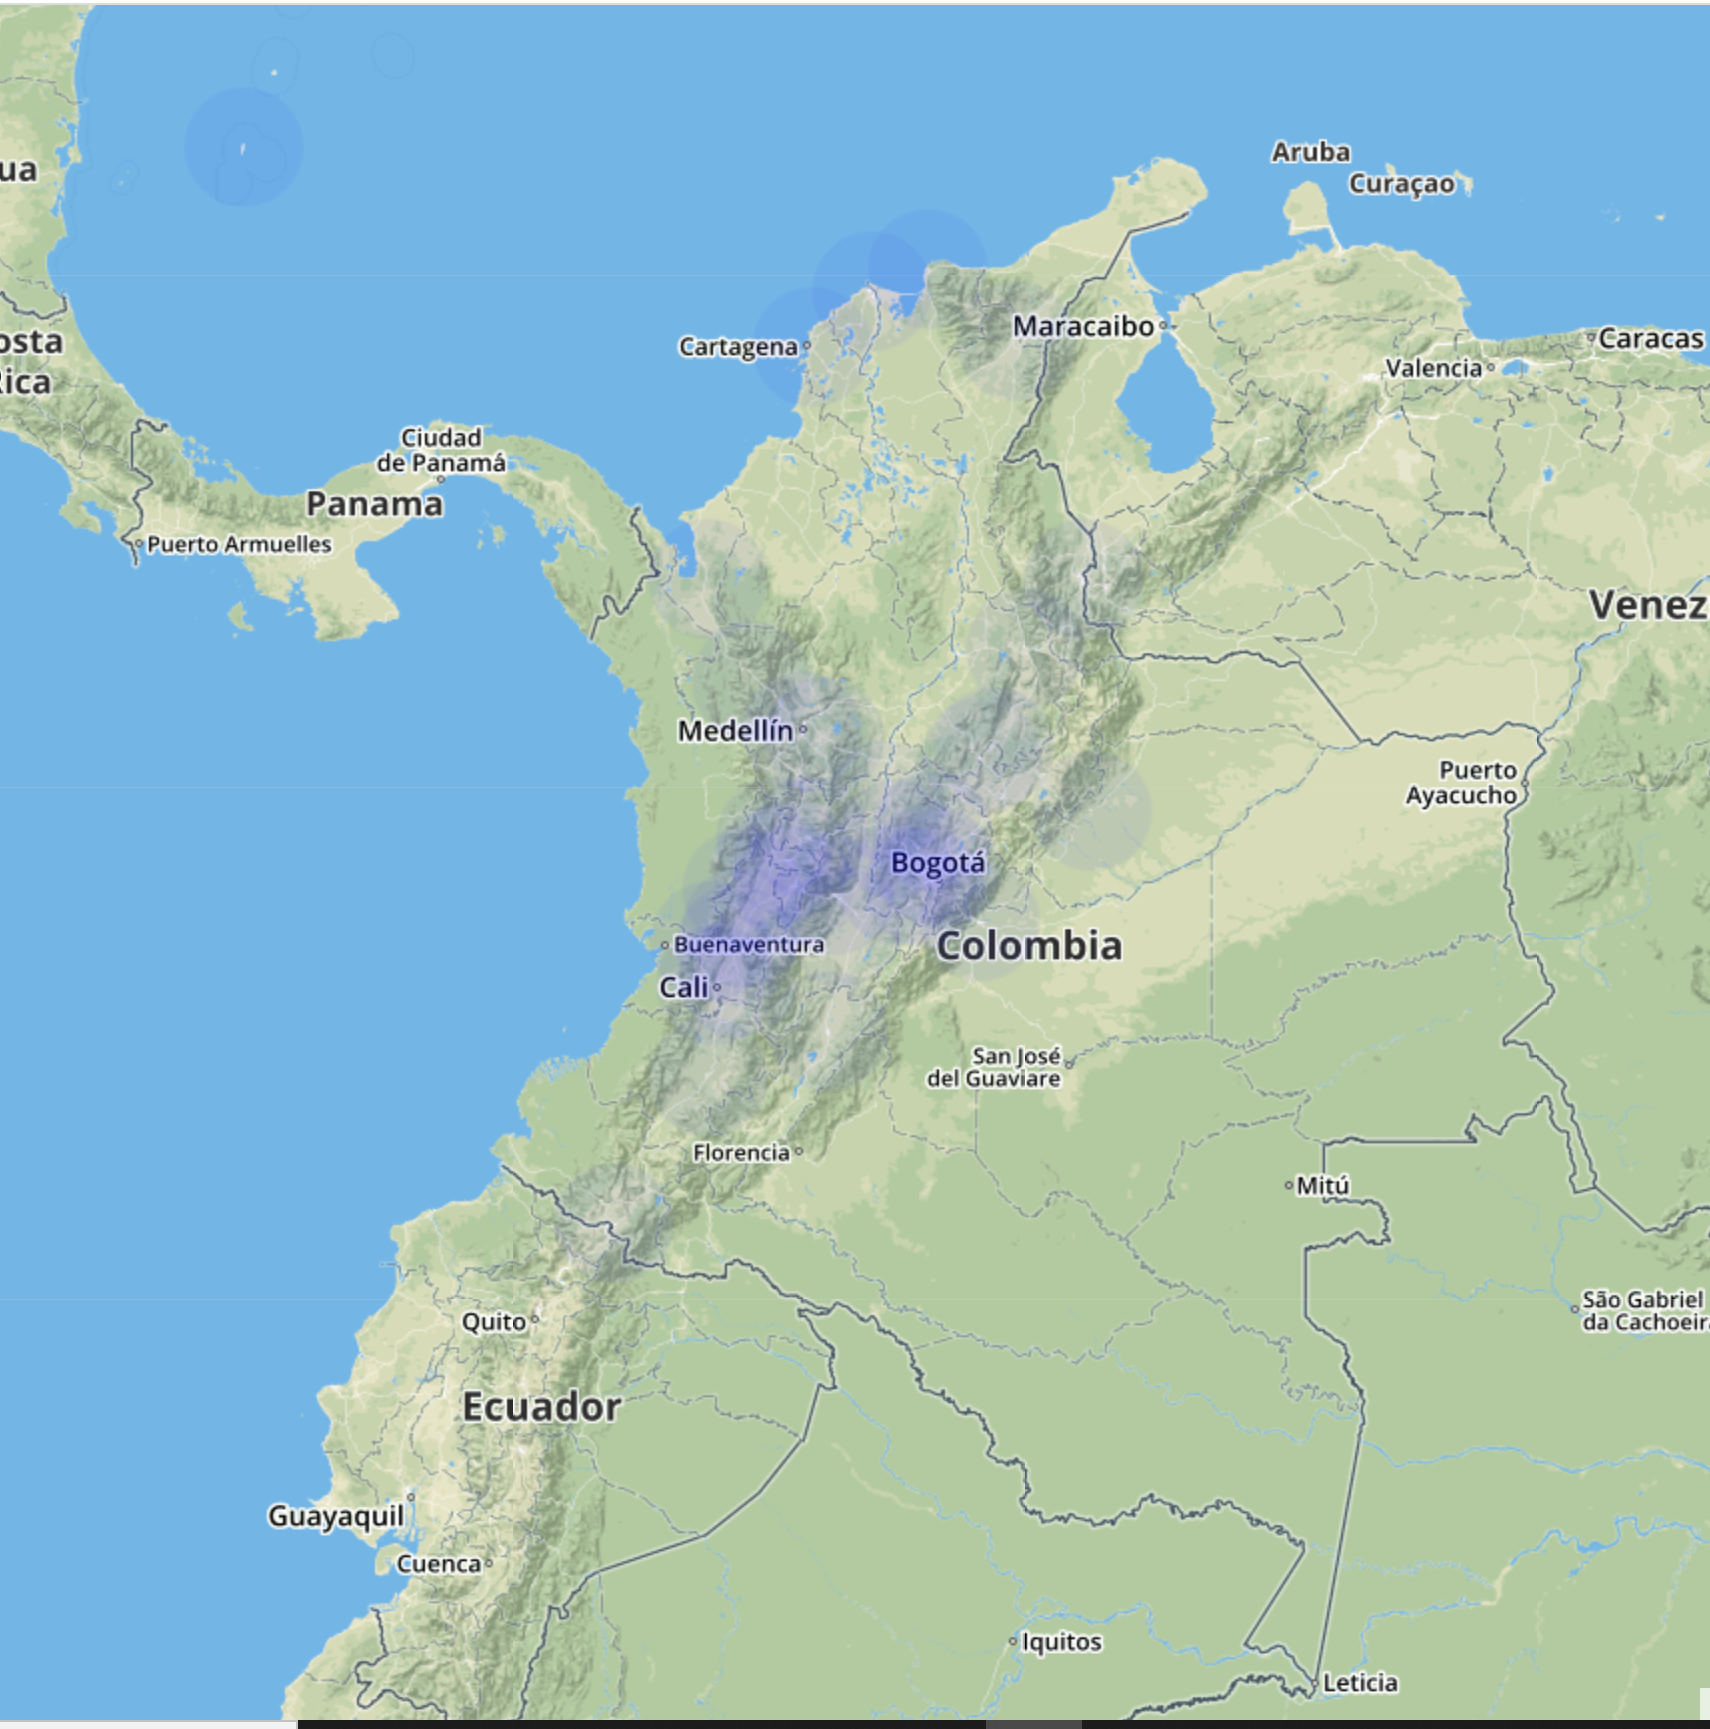 Aruba
Curaçao
ua
Maracaibo
Caracas
Cartagena
Valencia
osta
Rica
Ciudad
de Panamá
Panama
Puerto Armuelles
Venez
Medellín
Puerto
Ayacucho
Bogotá
Buenaventura
Colombia
Cali
San José
del Guaviare
Florencia
Mitú
Quito
São Gabriel
da Cachoeir
Ecuador
Guayaquil
Cuenca
Iquitos
Leticia